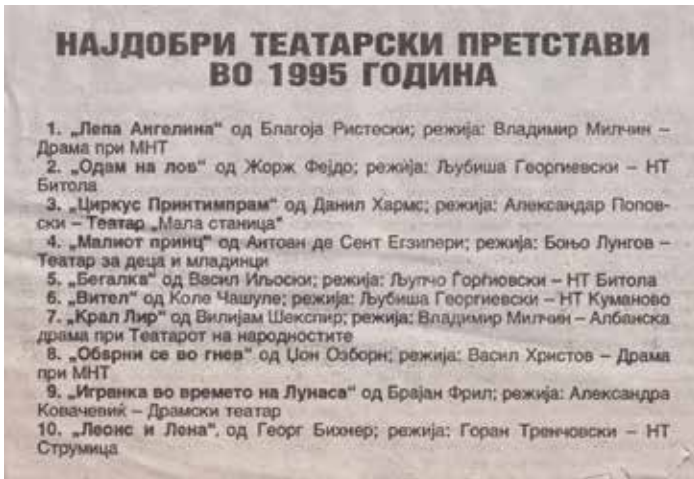 НАЈДОБРИ ТЕАТАРСКИ ПРЕТСТАВИ
ВО 1995 ГОДИНА
1. „Лепа Ангелина“ од Благоја Ристески; режија: Владимир Милчин –
Драма при МНТ
2. „Одам на лов“ од Жорж Фејдо; режија: Љубиша Георгиевски – НТ
Битола
3. „Циркус Принтимпрам“ од Данил Хармс; режија: Александар Попов-
ски – Театар „Мала станица“
4. „Малиот принц“ од Антоан де Сент Егзипери; режија: Боњо Лунгов –
Театар за деца и младинци
5. „Бегалка“ од Васил Иљоски; режија: Љупчо Ѓорѓиовски – НТ Битола
6. „Вител“ од Коле Чашуле; режија: Љубиша Георгиевски – НТ Куманово
7. „Крал Лир“ од Вилијам Шекспир; режија: Владимир Милчин – Албанска
драма при Театарот на народностите
8. „Обѕрни се во гнев“ од Џон Озборн; режија: Васил Христов – Драма
при МНТ
9. „Игранка во времето на Лунаса“ од Брајан Фрил; режија: Александра
Ковачевиќ – Драмски театар
10. „Леонс и Лена“, од Георг Бихнер; режија: Горан Тренчовски – НТ
Струмица